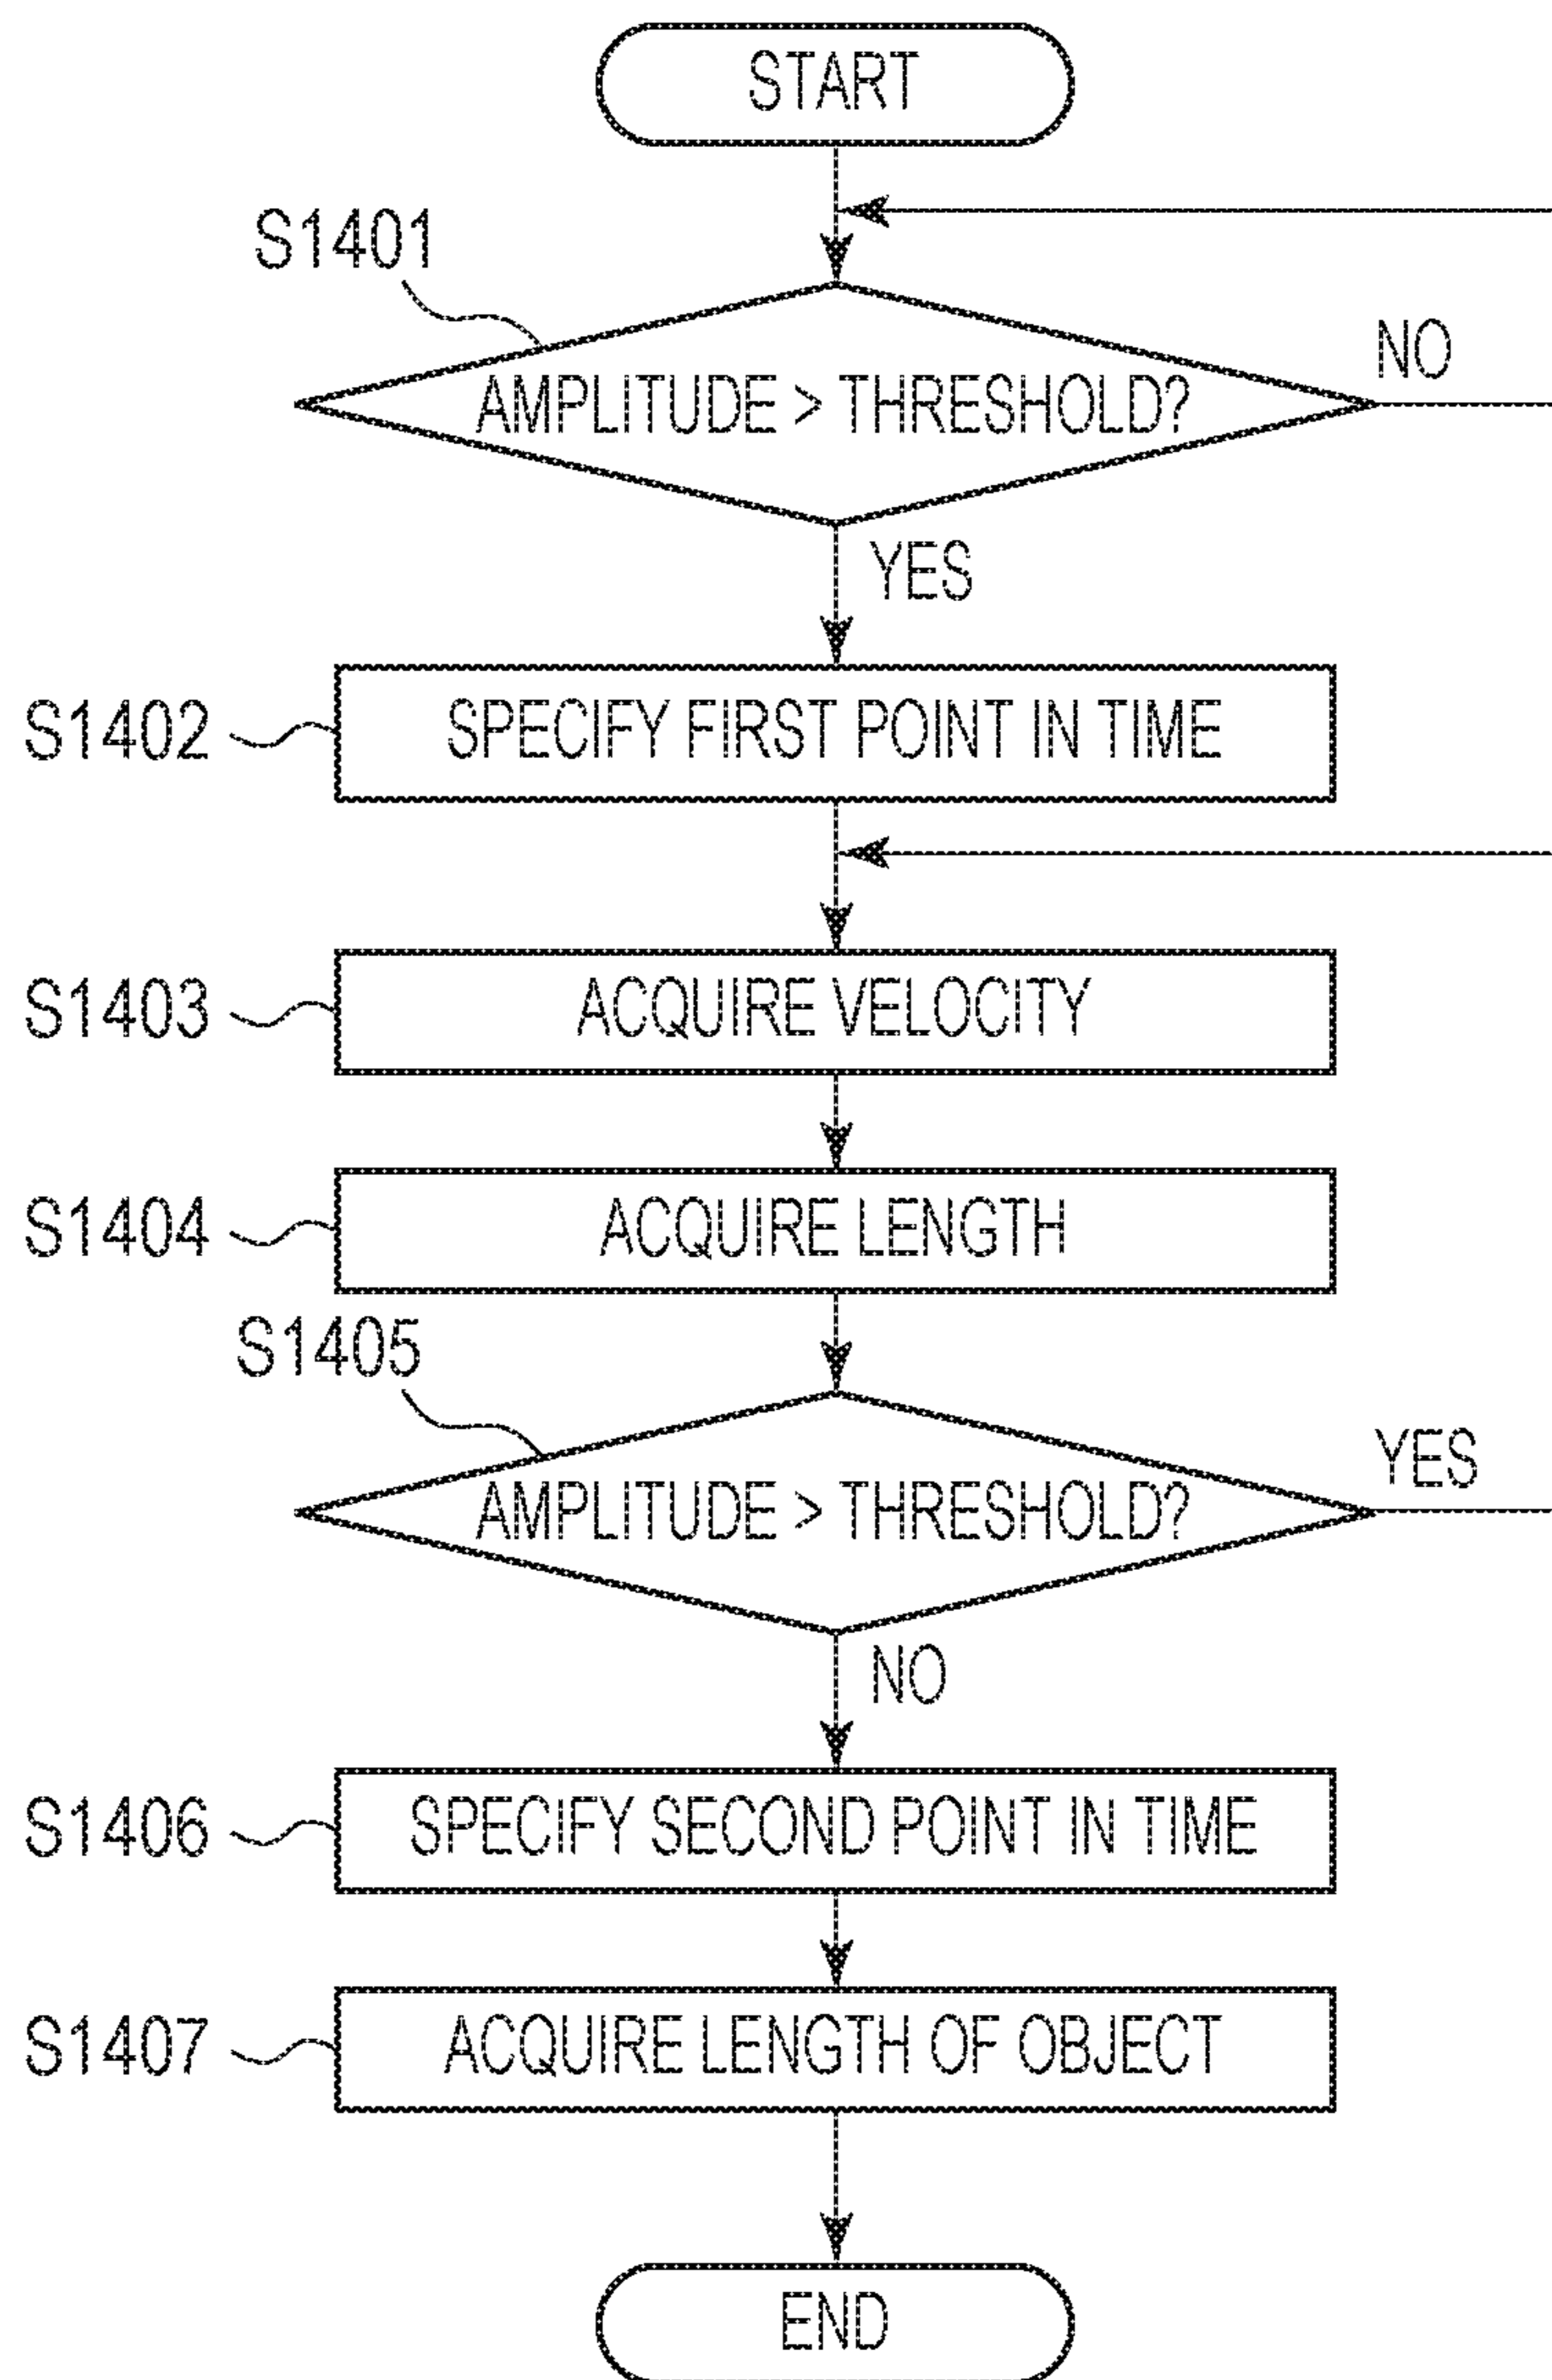 START
S1401
AMPLITUDE > THRESHOLD?
NO
YES
S1402
SPECIFY FIRST POINT IN TIME
S1403
ACQUIRE VELOCITY
S1404
ACQUIRE LENGTH
S1405
AMPLITUDE > THRESHOLD?
YES
NO
S1406
SPECIFY SECOND POINT IN TIME
S1407
ACQUIRE LENGTH OF OBJECT
END